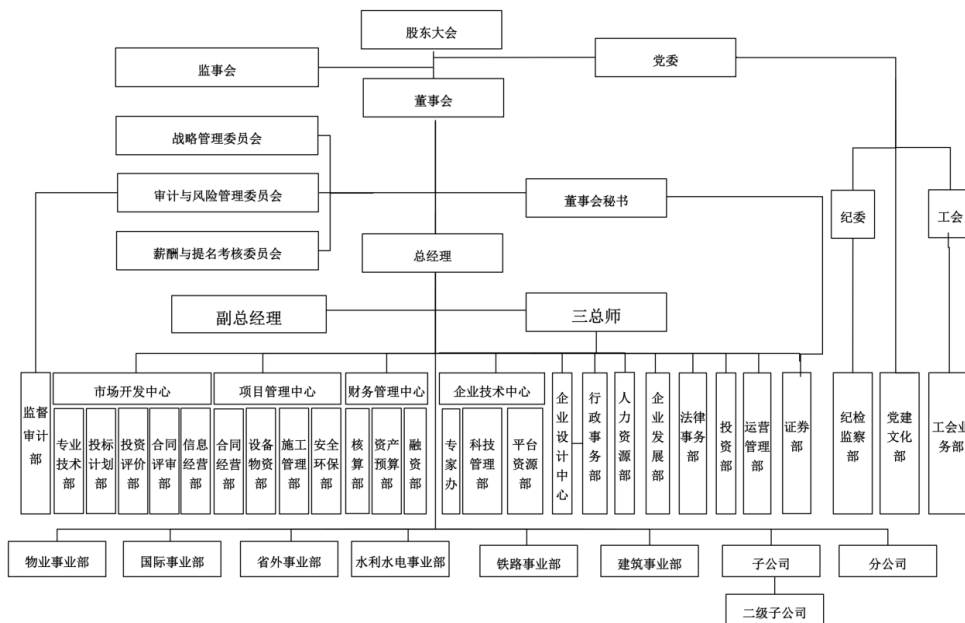 股东大会
监事会
党委
董事会
战略管理委员会
审计与风险管理委员会
董事会秘书
纪委
工会
薪酬与提名考核委员会
总经理
副总经理
三总师
监督审计部
市场开发中心
项目管理中心
财务管理中心
企业技术中心
企业设计中心
行政事务部
人力资源部
企业发展部
法律事务部
投资部
运营管理部
证券部
纪检监察部
党建文化部
工会业务部
专业技术部
投标计划部
投资评价部
合同评审部
信息经营部
合同经营部
设备物资部
施工管理部
安全环保部
核算部
资产预算部
融资部
专家办
科技管理部
平台资源部
物业事业部
国际事业部
省外事业部
水利水电事业部
铁路事业部
建筑事业部
子公司
分公司
二级子公司